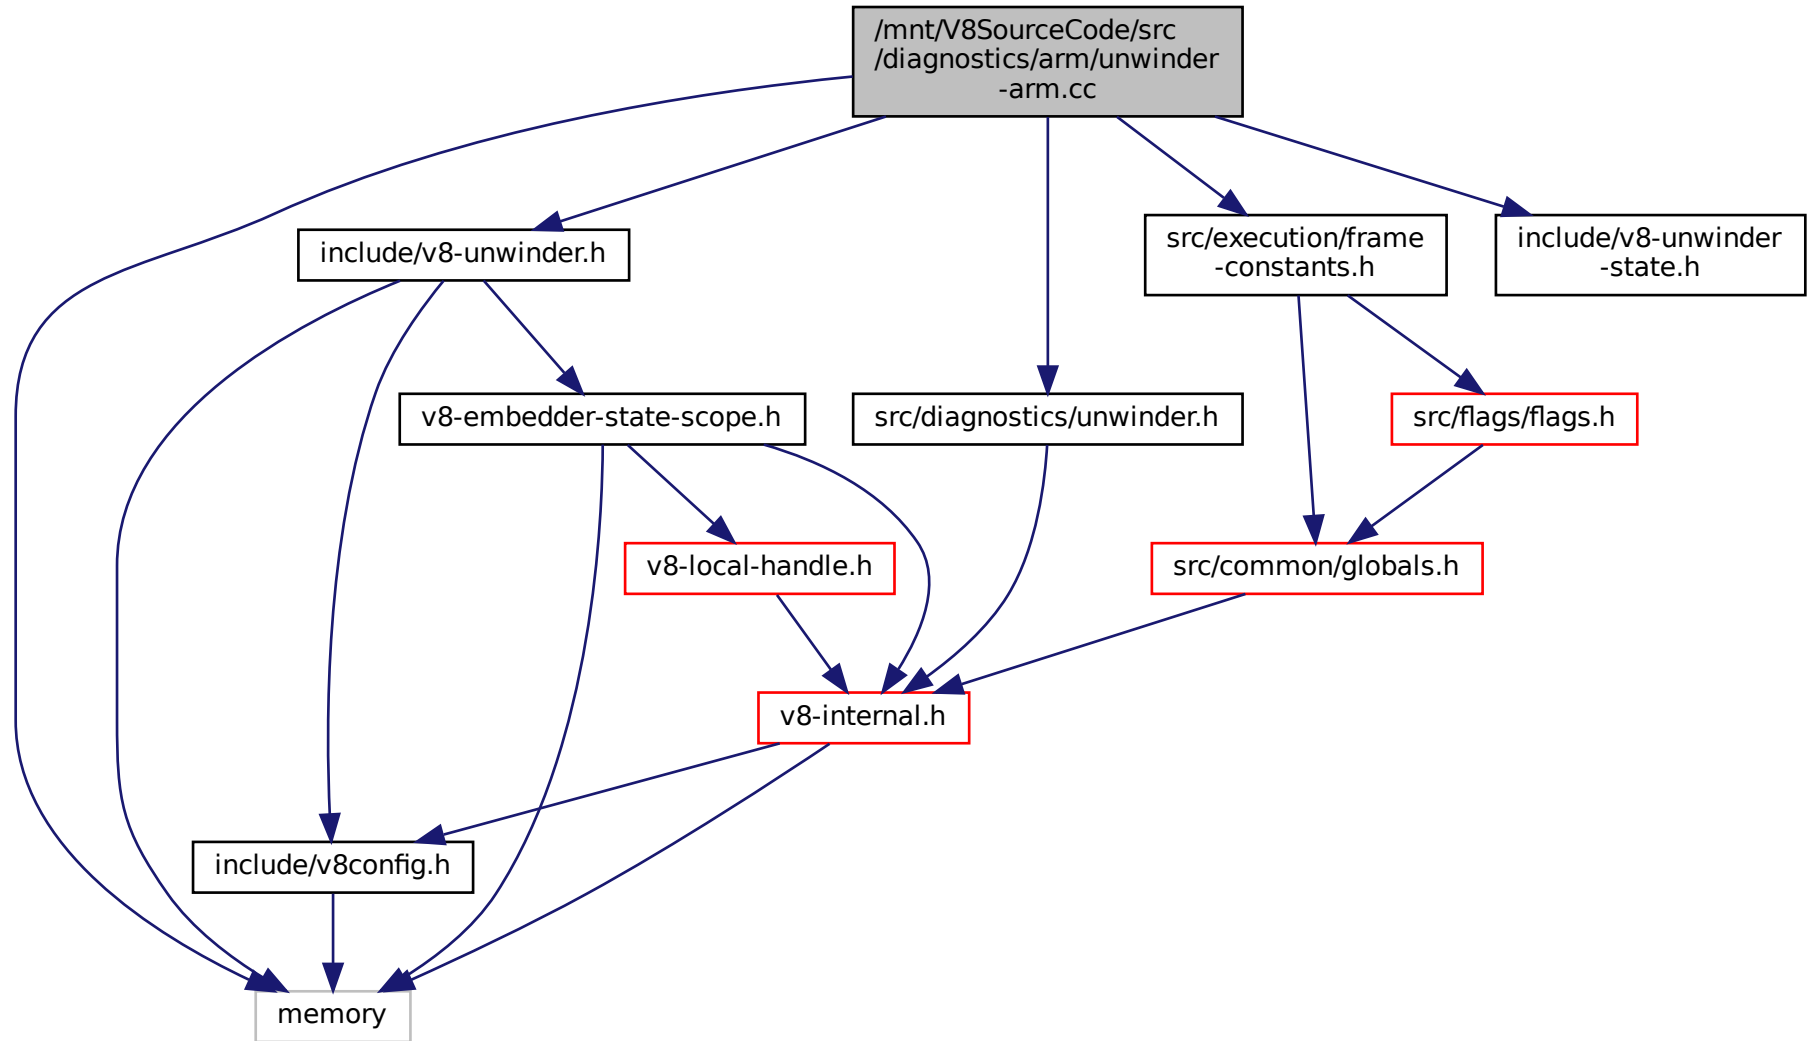 /mnt/V8SourceCode/src
/diagnostics/arm/unwinder
-arm.cc
include/v8-unwinder.h
src/execution/frame
-constants.h
include/v8-unwinder
-state.h
v8-embedder-state-scope.h
src/diagnostics/unwinder.h
src/flags/flags.h
v8-local-handle.h
src/common/globals.h
v8-internal.h
include/v8config.h
memory